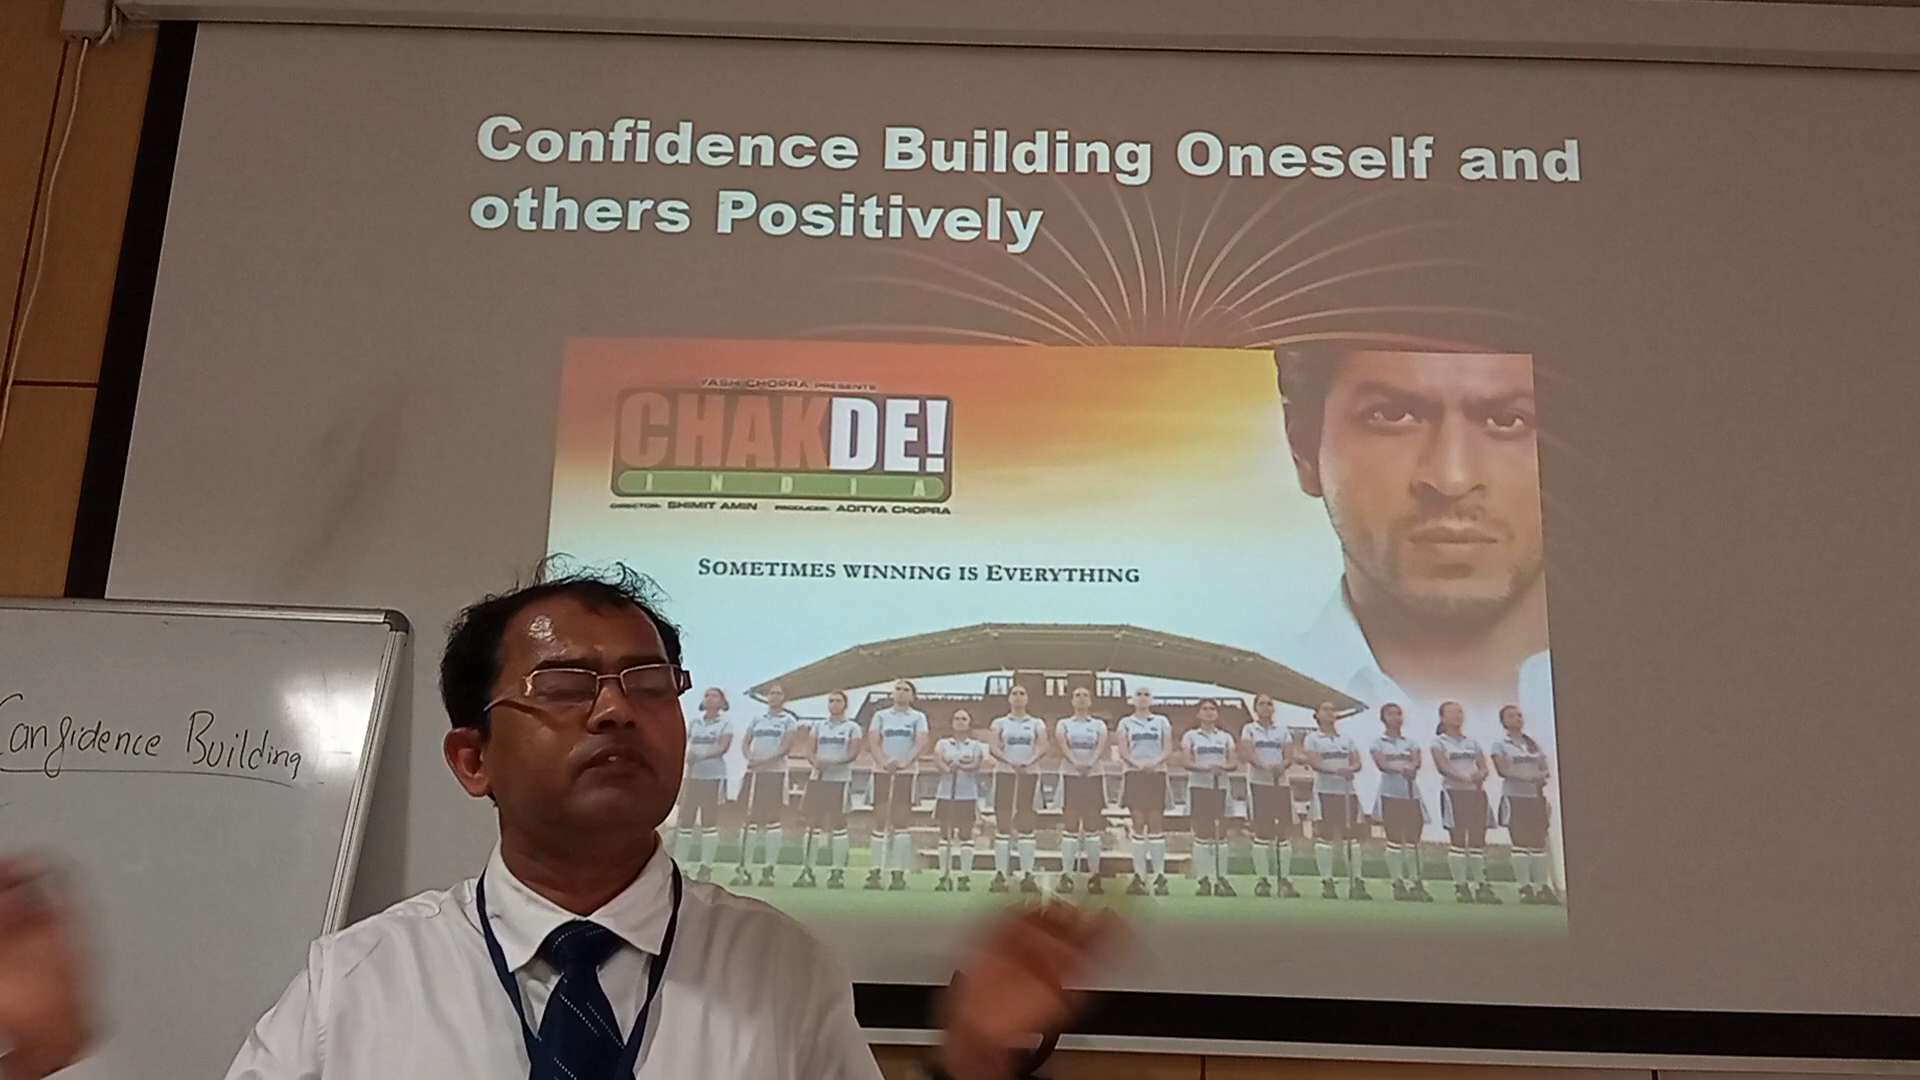 Confidence Building Oneself and
others Positively
YASH CHOPRA PRESENTS
CHAK DE!
INDIA
DIRECTOR: SHIMIT AMIN PRODUCER: ADITYA CHOPRA
SOMETIMES WINNING IS EVERYTHING
Confidence Building